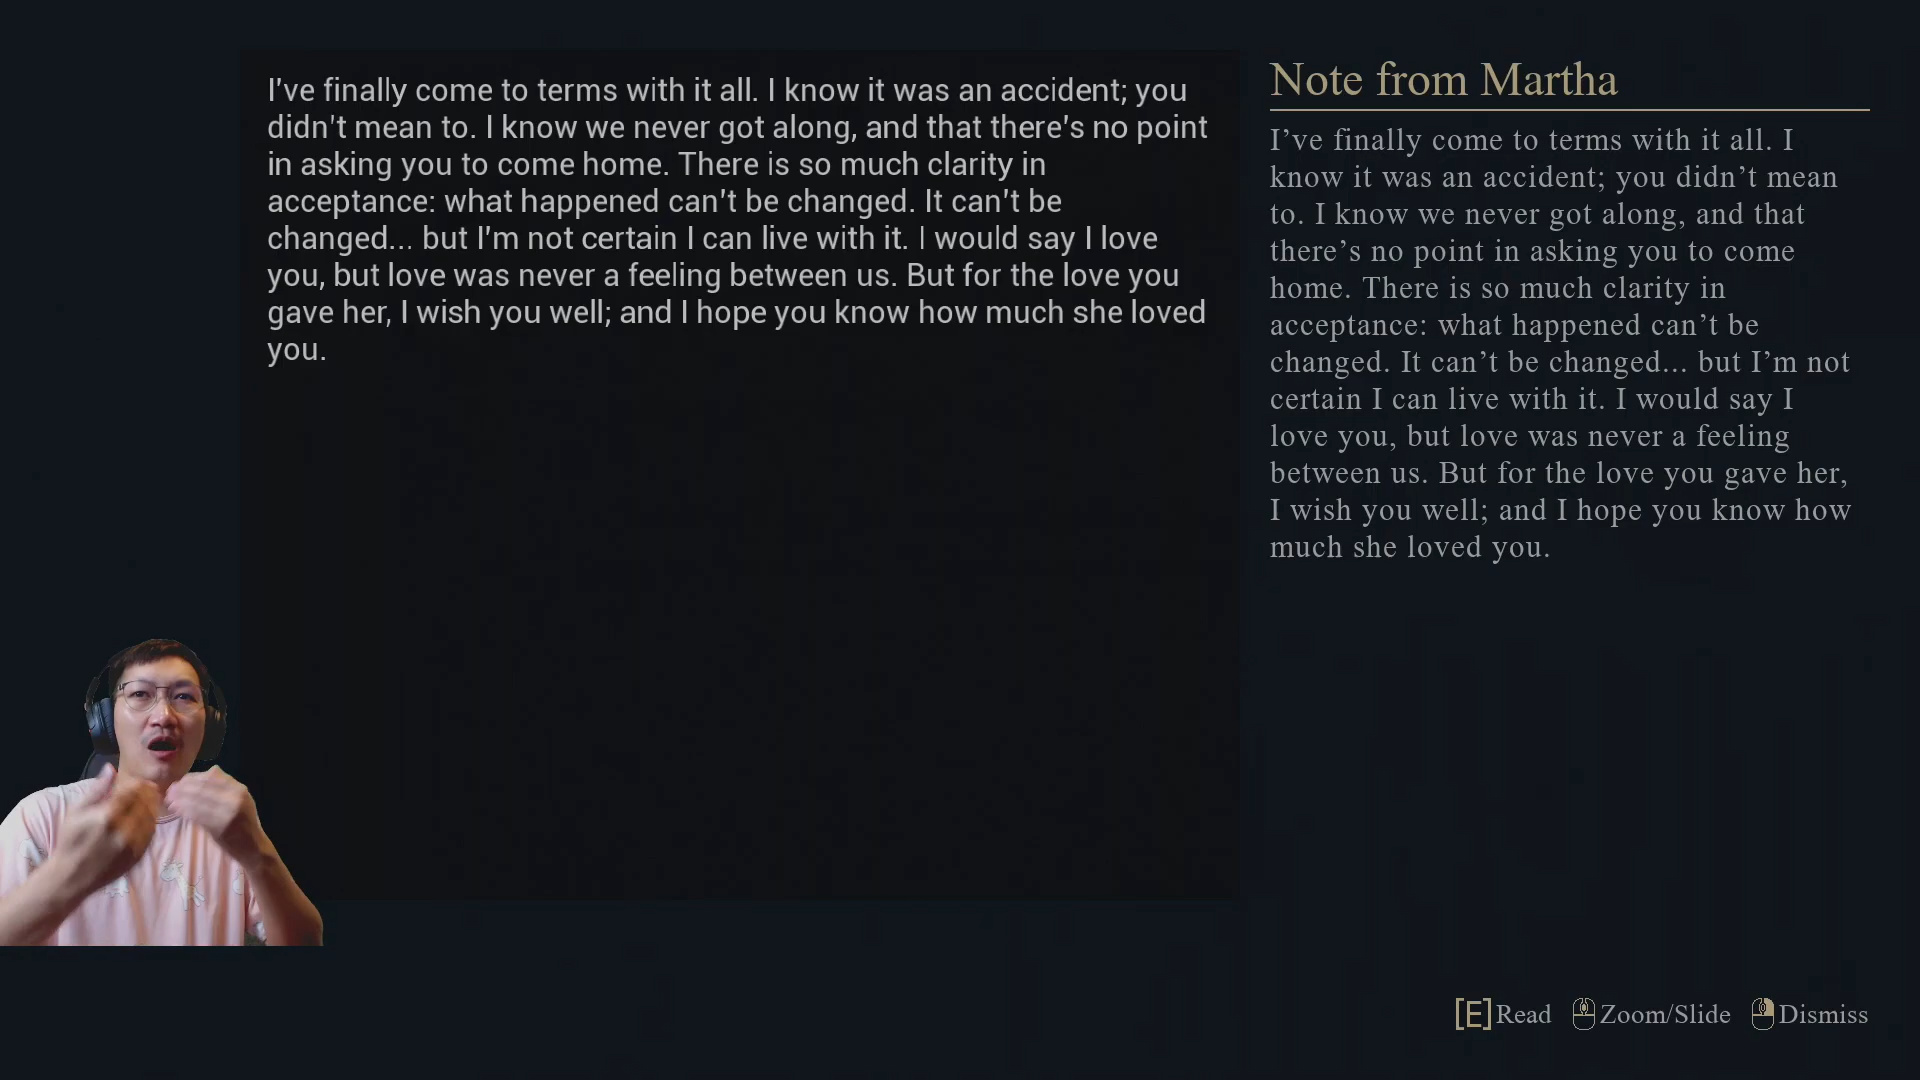 I've finally come to terms with it all. I know it was an accident; you
didn't mean to. I know we never got along, and that there's no point
in asking you to come home. There is so much clarity in
acceptance: what happened can't be changed. It can't be
changed... but I'm not certain I can live with it. I would say I love
you, but love was never a feeling between us. But for the love you
gave her, I wish you well; and I hope you know how much she loved
you.
Note from Martha
I’ve finally come to terms with it all. I
know it was an accident; you didn’t mean
to. I know we never got along, and that
there’s no point in asking you to come
home. There is so much clarity in
acceptance: what happened can’t be
changed. It can’t be changed... but I’m not
certain I can live with it. I would say I
love you, but love was never a feeling
between us. But for the love you gave her,
I wish you well; and I hope you know how
much she loved you.
[E] Read Zoom/Slide Dismiss